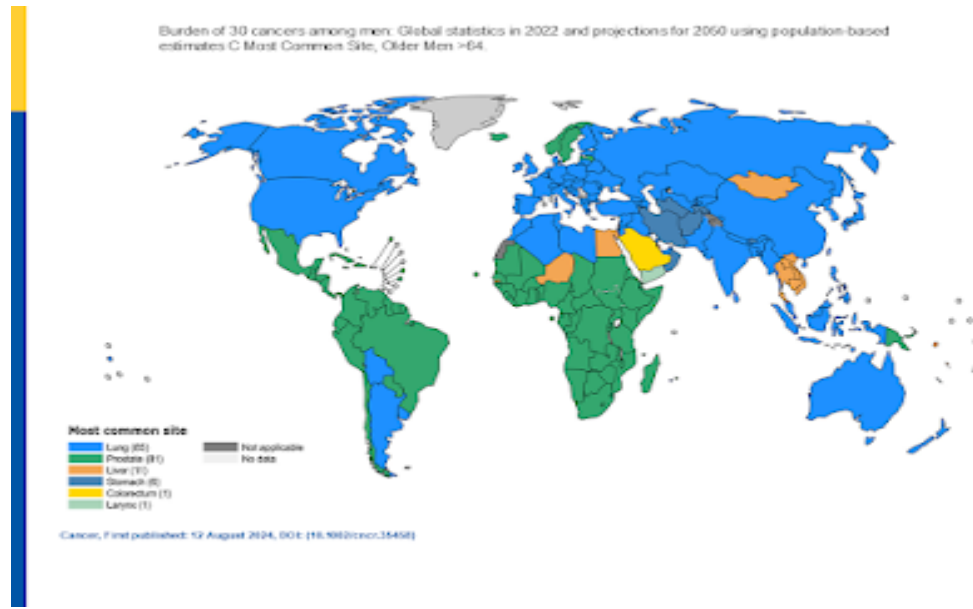 Burden of 30 cancers among men: Global statistics in 2022 and projections for 2050 using population-based
estimates C Most Common Site, Older Men >64.
Most common site
Lung
Prostate (81)
Liver (11)
Stomach (6)
Colorectum (1)
Larynx (1)
Not applicable
No data
Cancer, First published: 12 August 2024, DOI: (10.1002/cncr.35458)